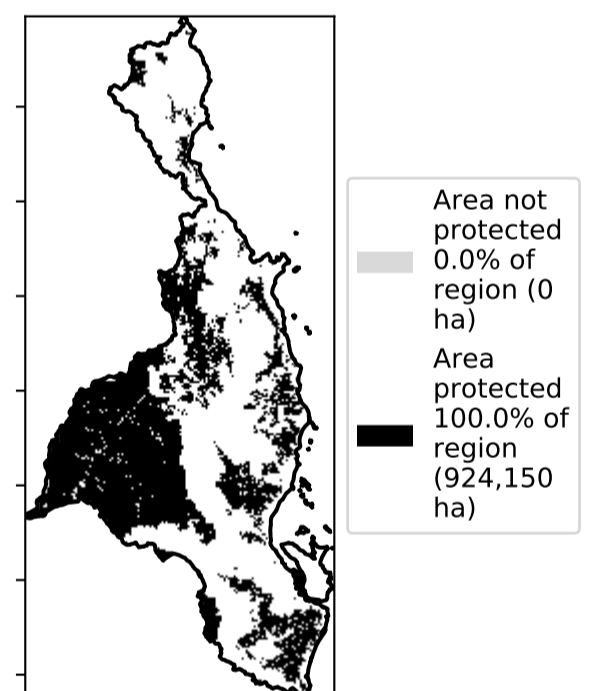 Area not
protected
0.0% of
region (0
ha)
Area
protected
100.0% of
region
(924,150
ha)